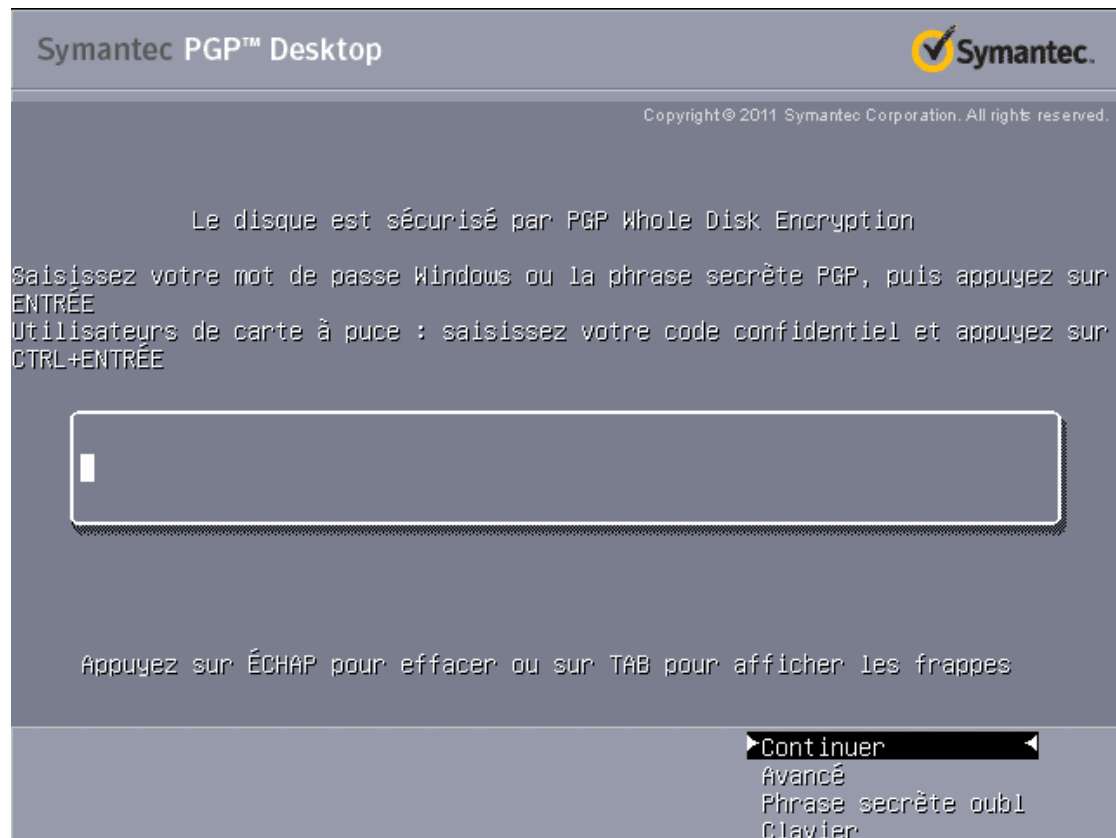 Symantec PGP™ Desktop
Symantec.
Copyright © 2011 Symantec Corporation. All rights reserved.
Le disque est sécurisé par PGP Whole Disk Encryption
Saisissez votre mot de passe Windows ou la phrase secrète PGP, puis appuyez sur
ENTRÉE
Utilisateurs de carte à puce : saisissez votre code confidentiel et appuyez sur
CTRL+ENTRÉE
Appuyez sur ÉCHAP pour effacer ou sur TAB pour afficher les frappes
Continuer
Avancé
Phrase secrète oubl
Clavier